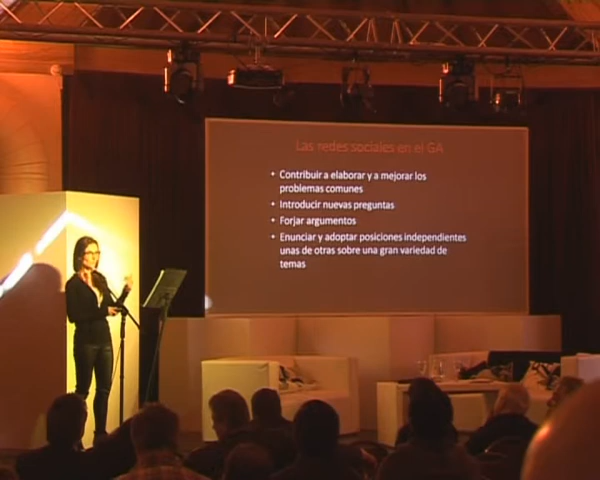 Las redes sociales en el GA
• Contribuir a elaborar y a mejorar los
problemas comunes
• Introducir nuevas preguntas
• Forjar argumentos
• Enunciar y adoptar posiciones independientes
unas de otras sobre una gran variedad de
temas